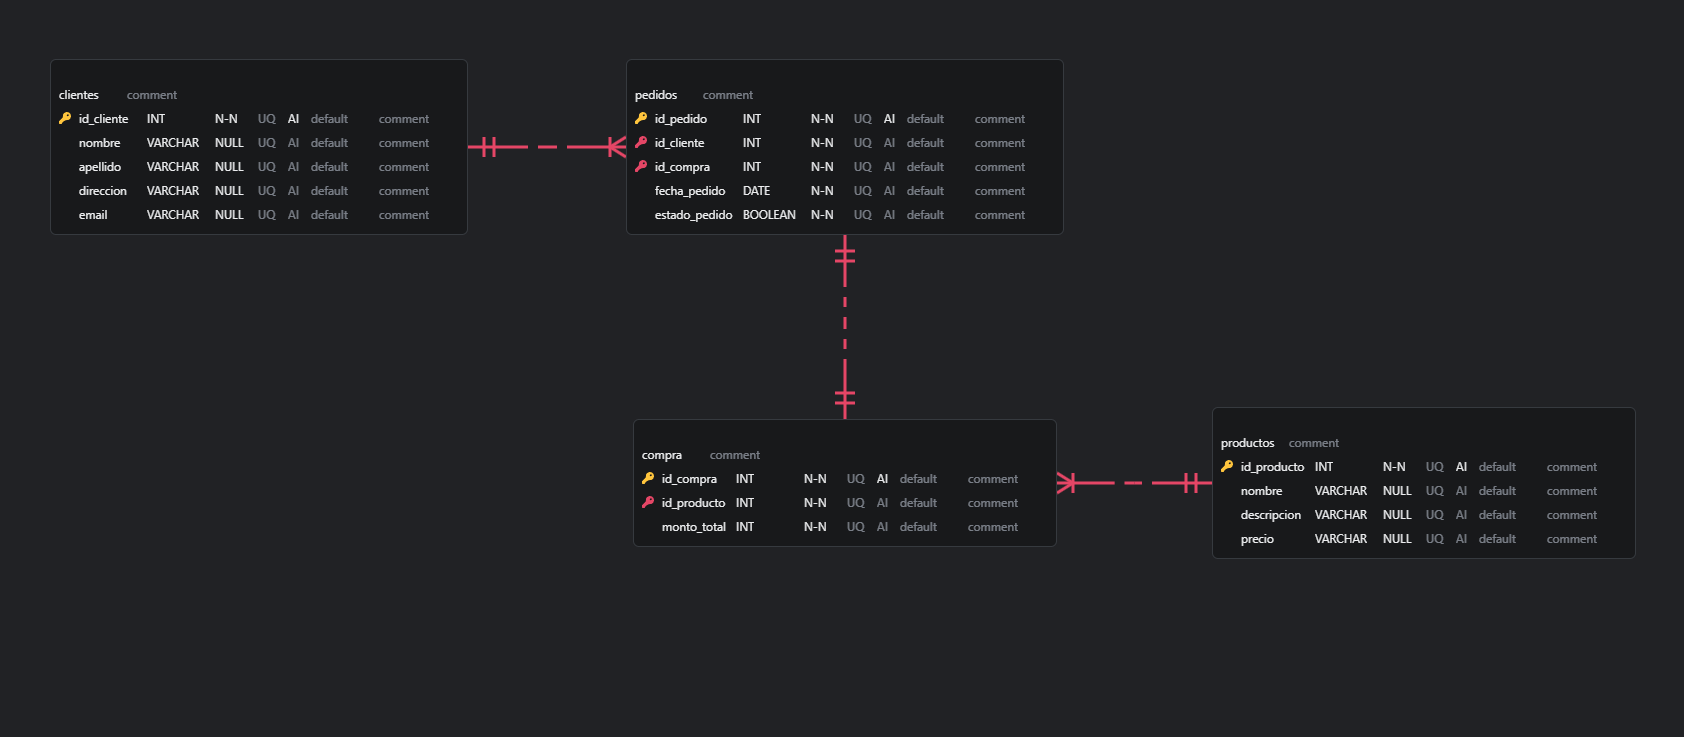 clientes comment
id_cliente INT N-N UQ AI default comment
nombre VARCHAR NULL UQ AI default comment
apellido VARCHAR NULL UQ AI default comment
direccion VARCHAR NULL UQ AI default comment
email VARCHAR NULL UQ AI default comment
pedidos comment
id_pedido INT N-N UQ AI default comment
id_cliente INT N-N UQ AI default comment
id_compra INT N-N UQ AI default comment
fecha_pedido DATE N-N UQ AI default comment
estado_pedido BOOLEAN N-N UQ AI default comment
compra comment
id_compra INT N-N UQ AI default comment
id_producto INT N-N UQ AI default comment
monto_total INT N-N UQ AI default comment
productos comment
id_producto INT N-N UQ AI default comment
nombre VARCHAR NULL UQ AI default comment
descripcion VARCHAR NULL UQ AI default comment
precio VARCHAR NULL UQ AI default comment